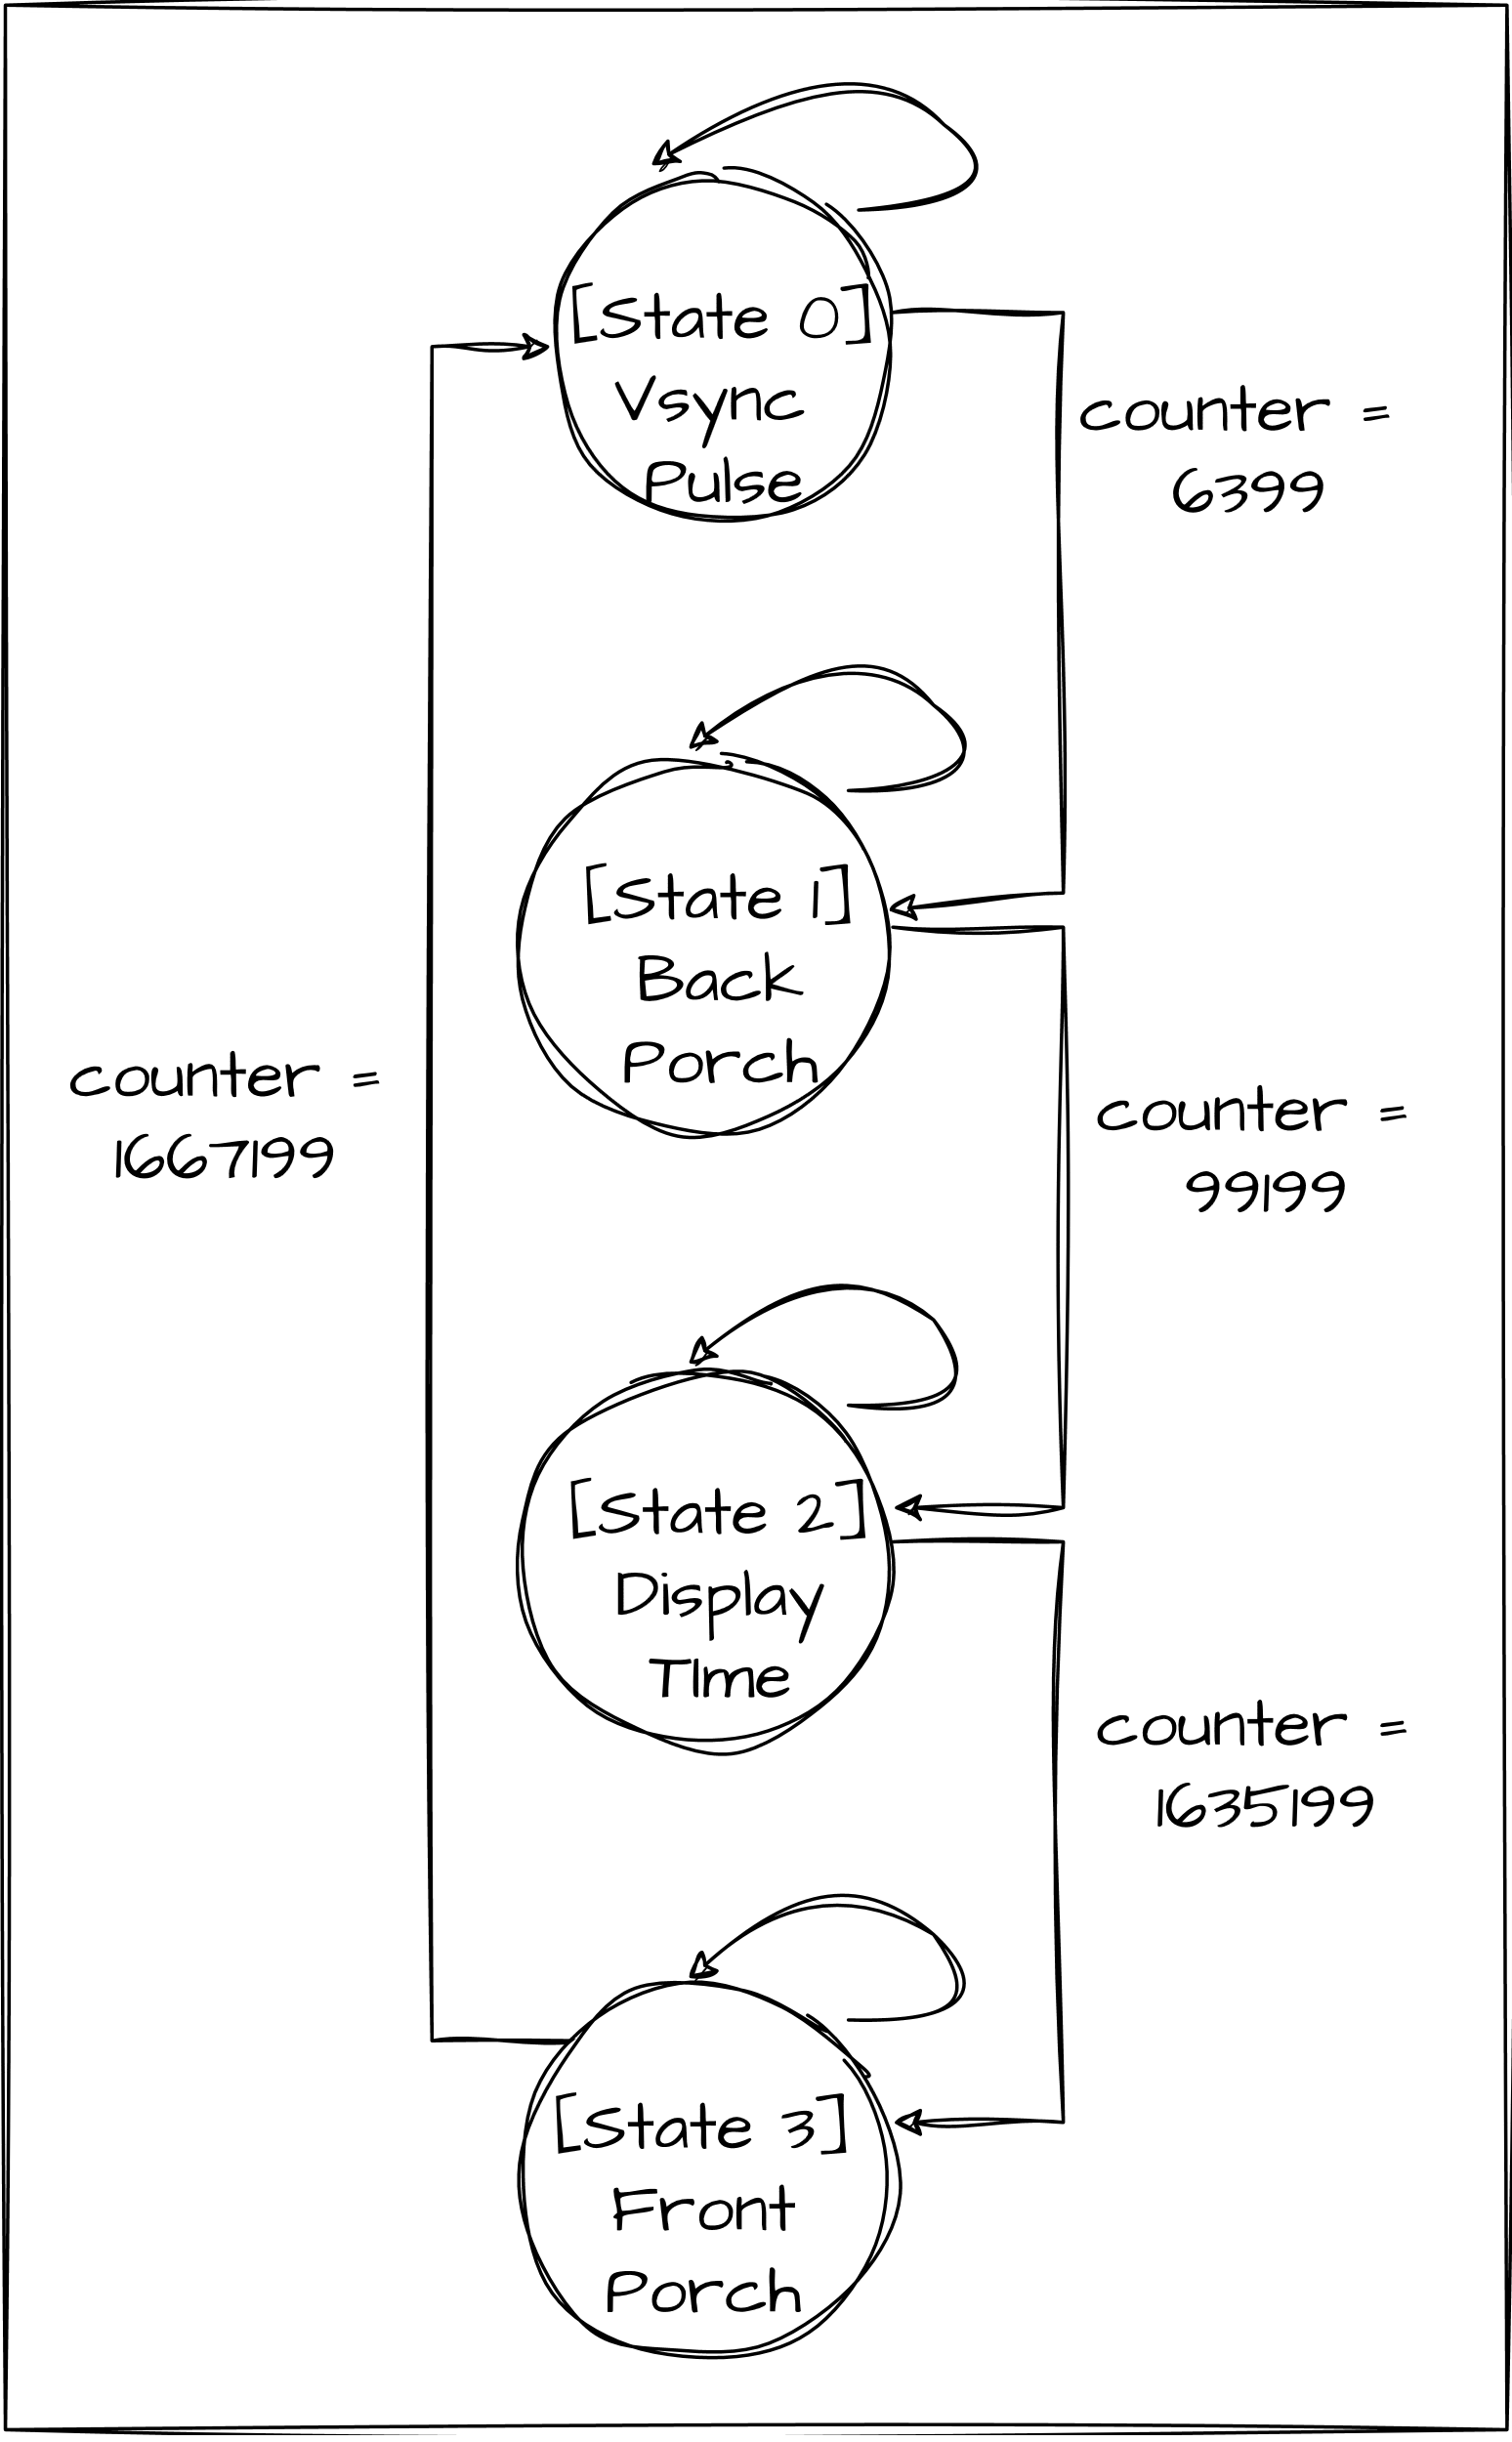 [State 0]
Vsync
Pulse
counter =
6399
[State 1]
Back
Porch
counter =
1667199
counter =
99199
[State 2]
Display
TIme
counter =
1635199
[State 3]
Front
Porch